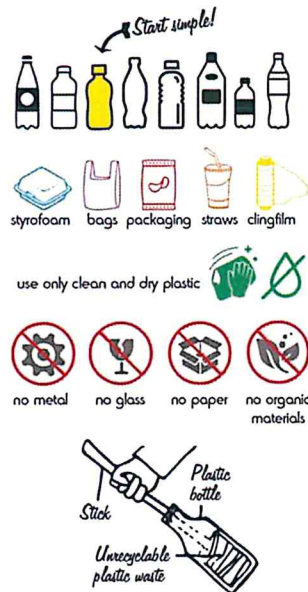 Start simple!
styrofoam bags packaging straws clingfilm
use only clean and dry plastic
no metal no glass no paper no organic
materials
Plastic
bottle
Stick
Unrecyclable
plastic waste